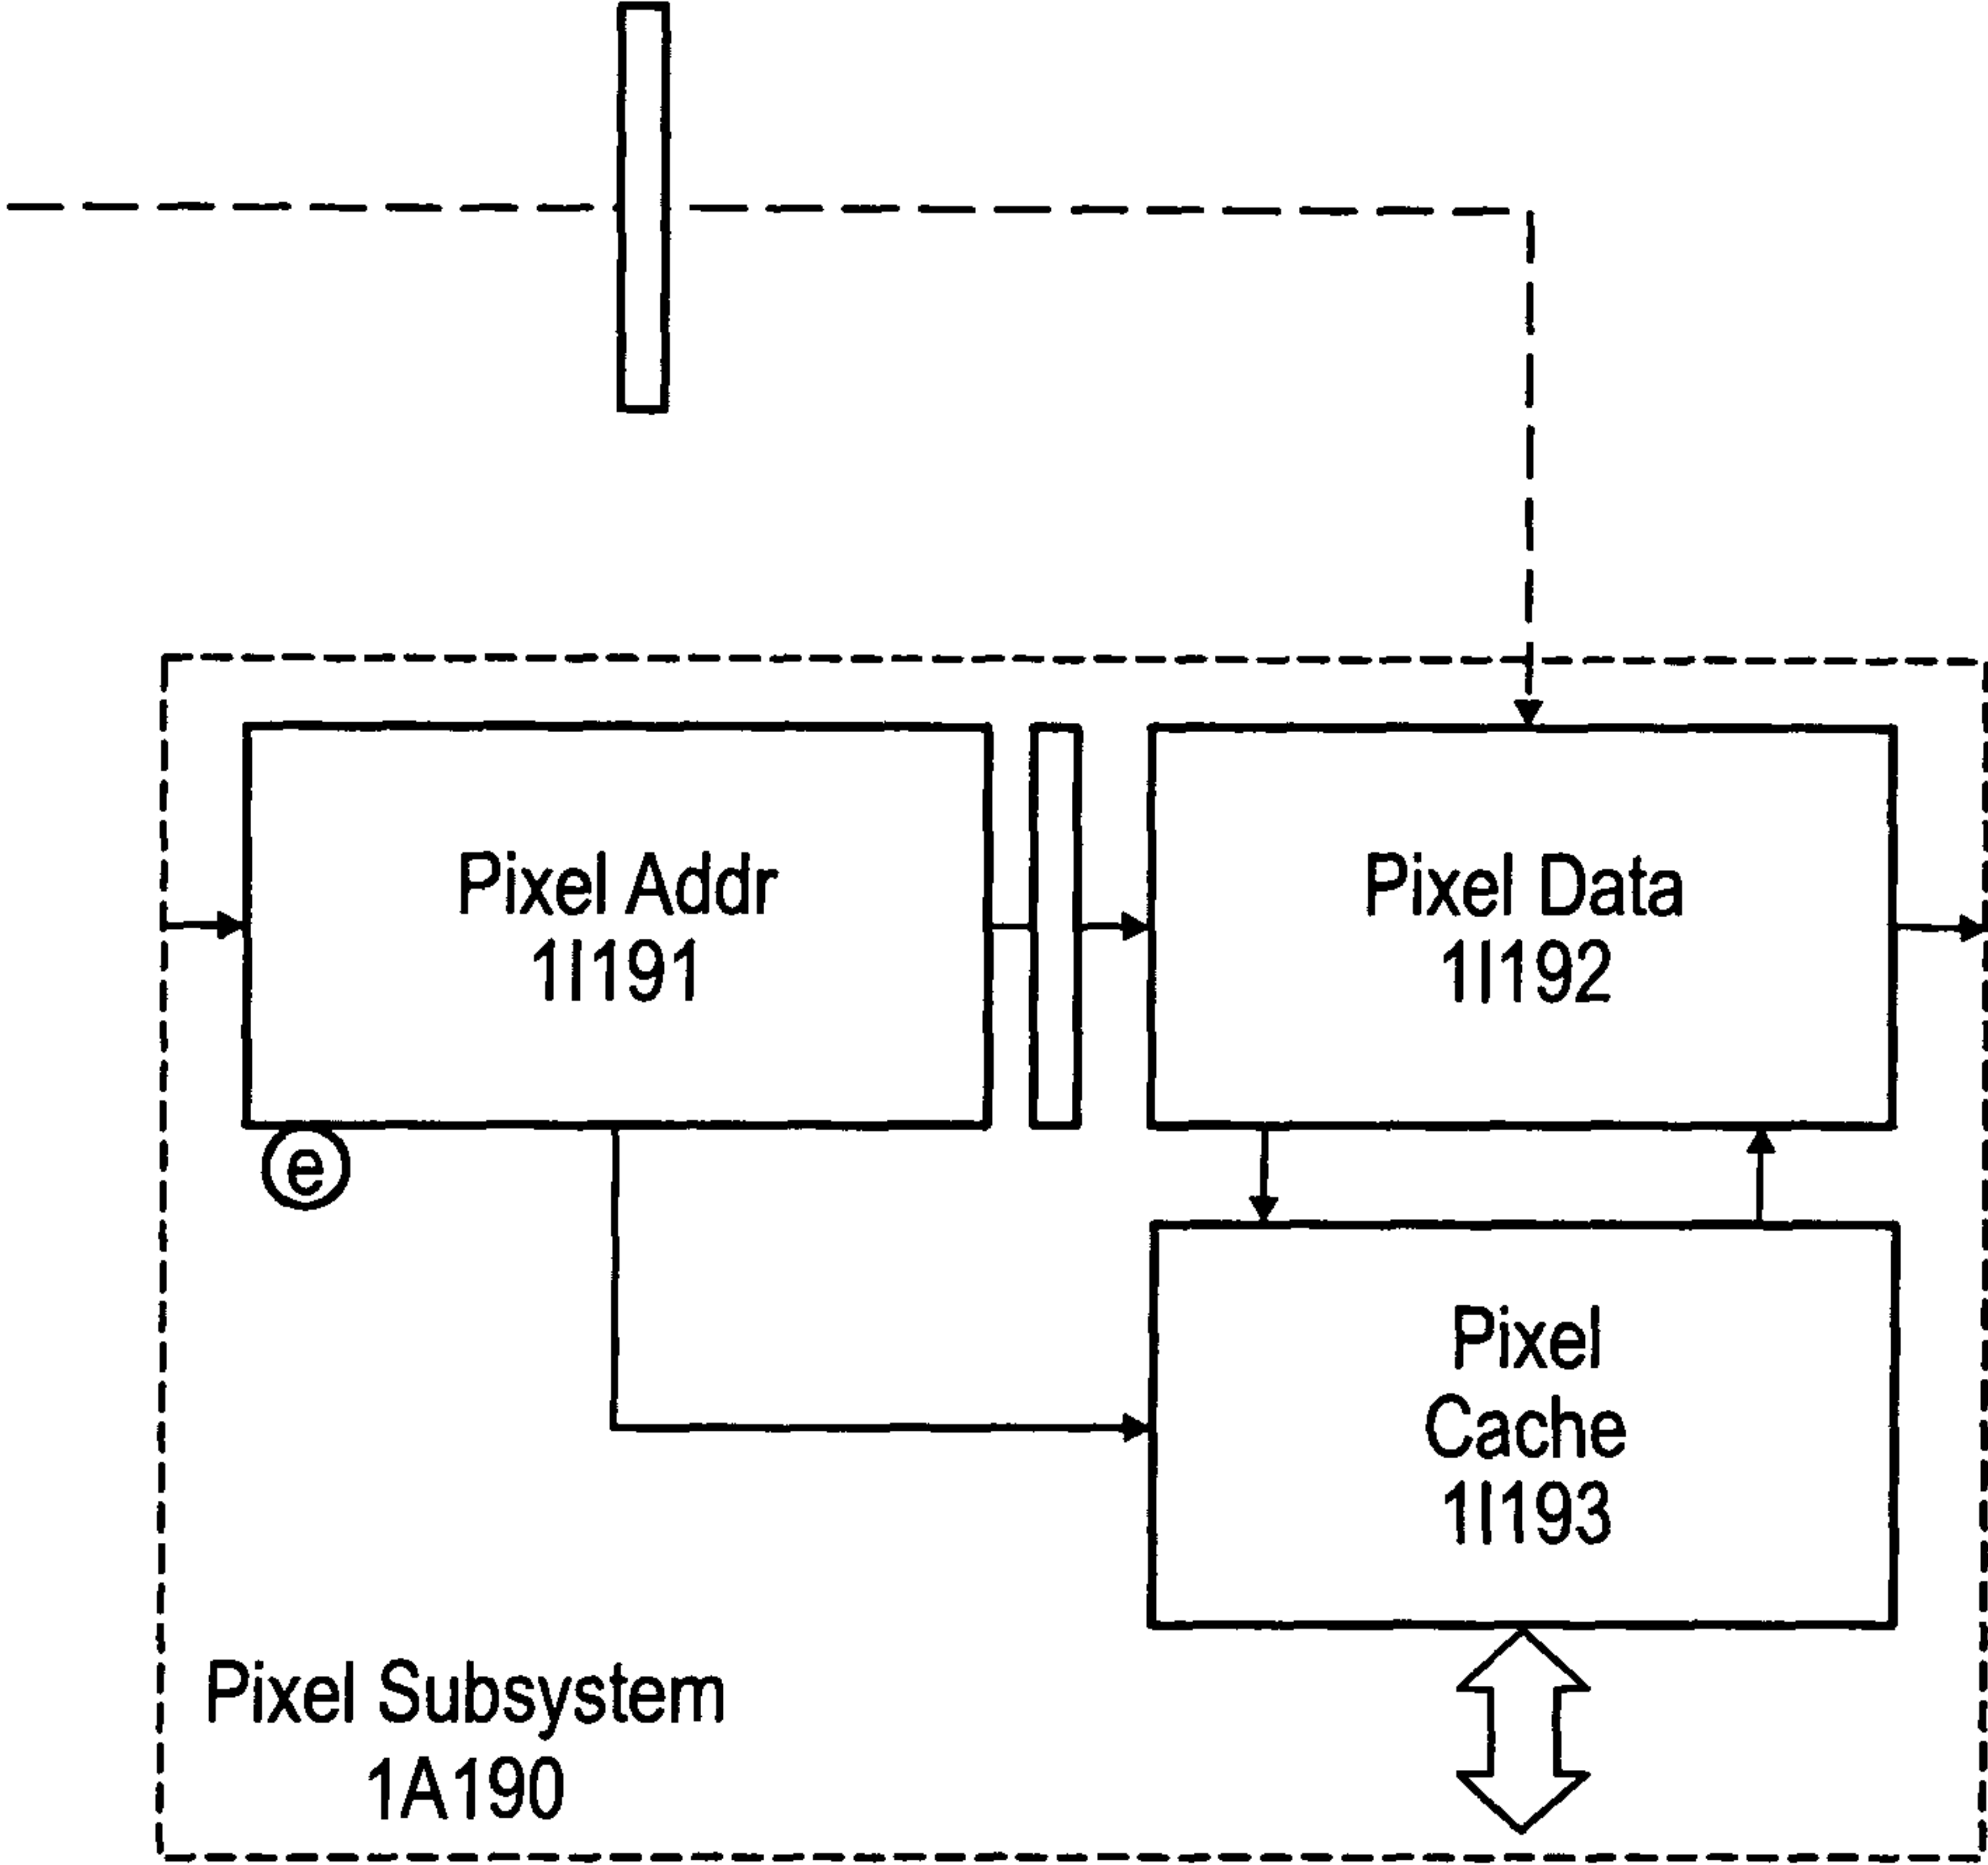 Pixel Addr
1I191
Pixel Data
1I192
e
Pixel
Cache
1I193
Pixel Subsystem
1A190